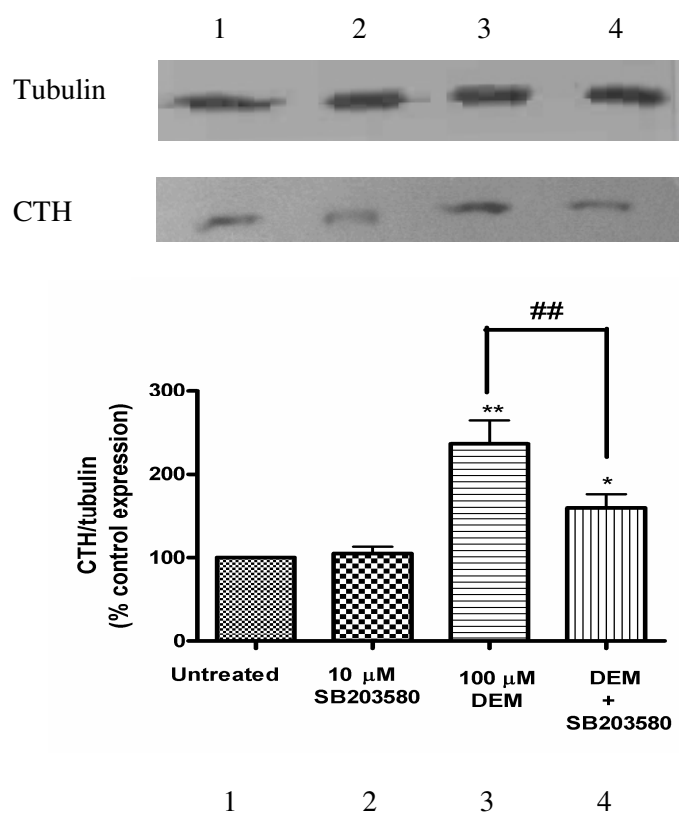 1 2 3 4
Tubulin
CTH
##
300
200
100
0
CTH/tubulin
(% control expression)
**
*
Untreated 10 μM 100 μM DEM
SB203580 DEM +
SB203580
1 2 3 4